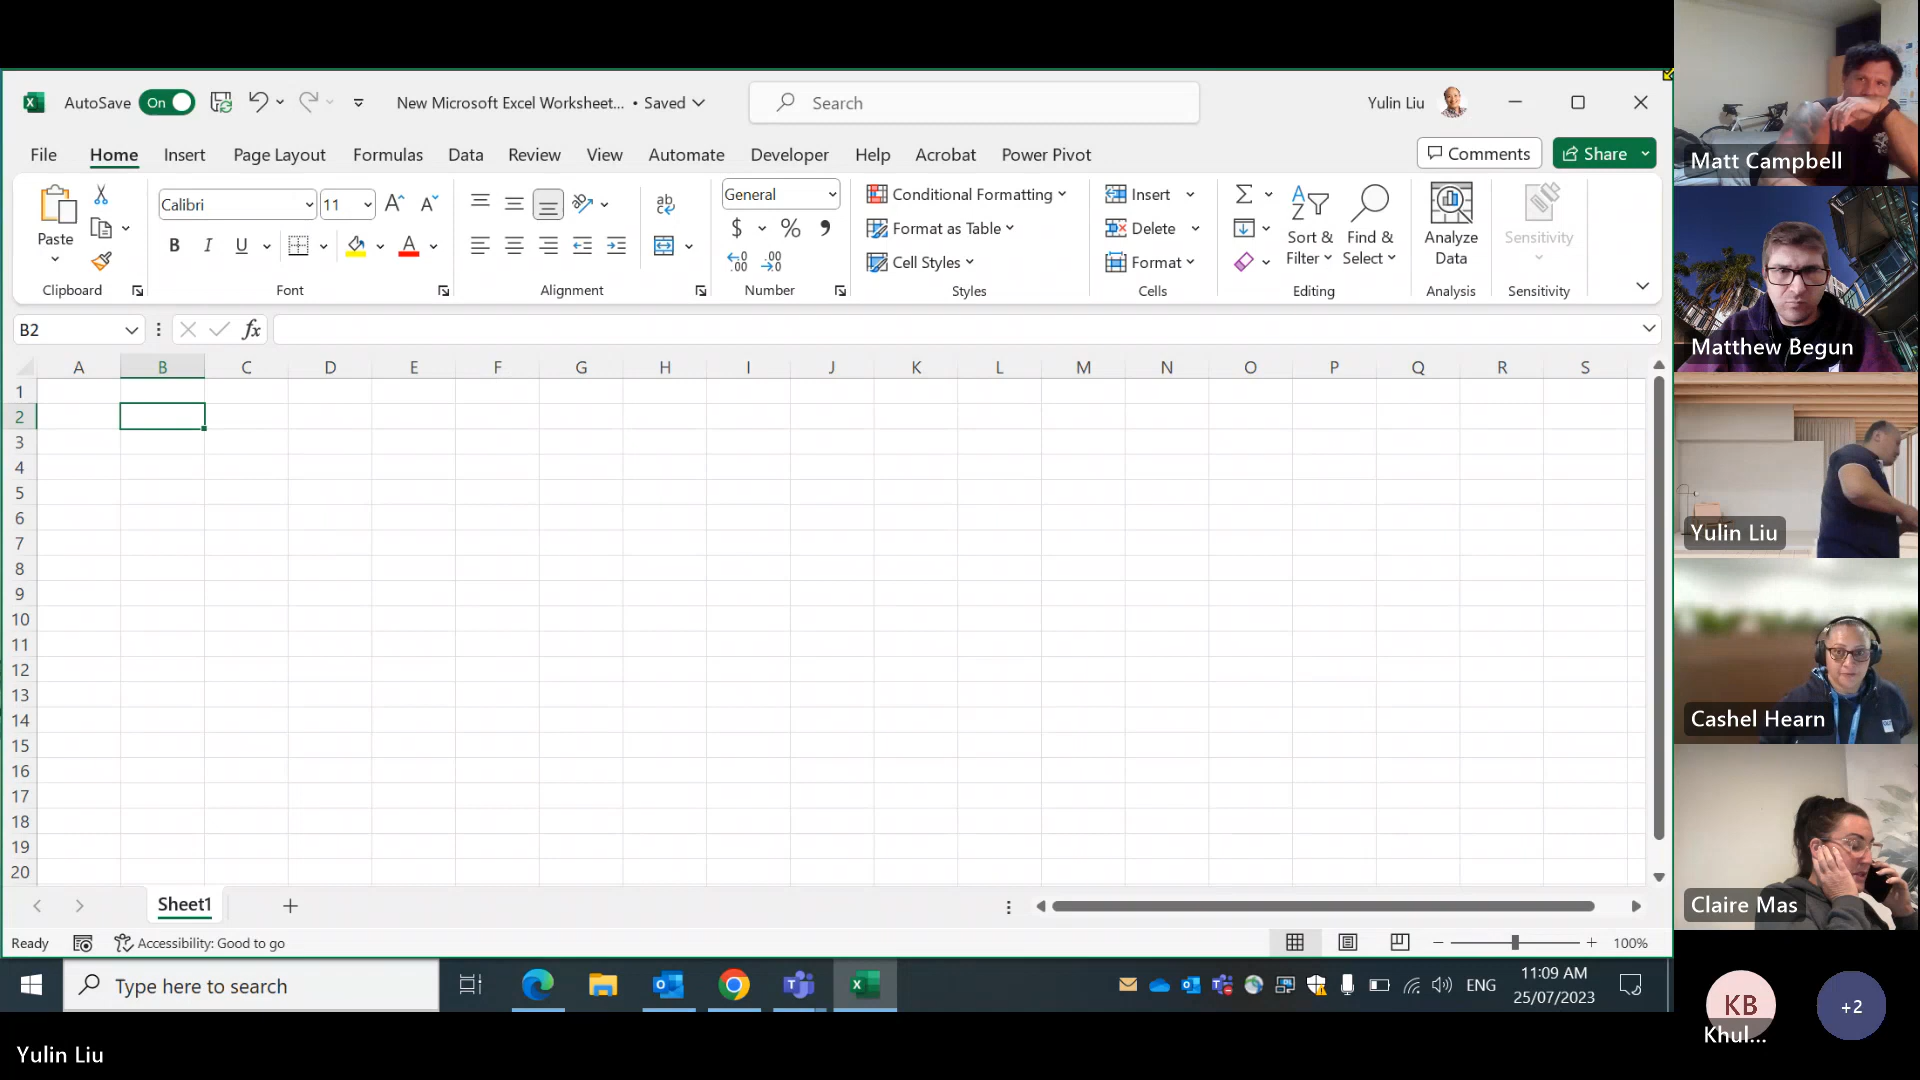 AutoSave On New Microsoft Excel Worksheet... • Saved Search Yulin Liu
File Home Insert Page Layout Formulas Data Review View Automate Developer Help Acrobat Power Pivot Comments Share
Paste
Clipboard
Calibri 11
B I U A
Font
ab
Alignment
General
$ % ,
Number
Conditional Formatting
Format as Table
Cell Styles
Styles
Insert
Delete
Format
Cells
Sort & Filter
Find & Select
Editing
Analyze Data
Analysis
Sensitivity
Sensitivity
B2 fx
A B C D E F G H I J K L M N O P Q R S
1
2
3
4
5
6
7
8
9
10
11
12
13
14
15
16
17
18
19
20
Sheet1
Ready Accessibility: Good to go 100%
Type here to search ENG 11:09 AM
25/07/2023
Yulin Liu
Matt Campbell
Matthew Begun
Yulin Liu
Cashel Hearn
Claire Mas
KB +2
Khul...